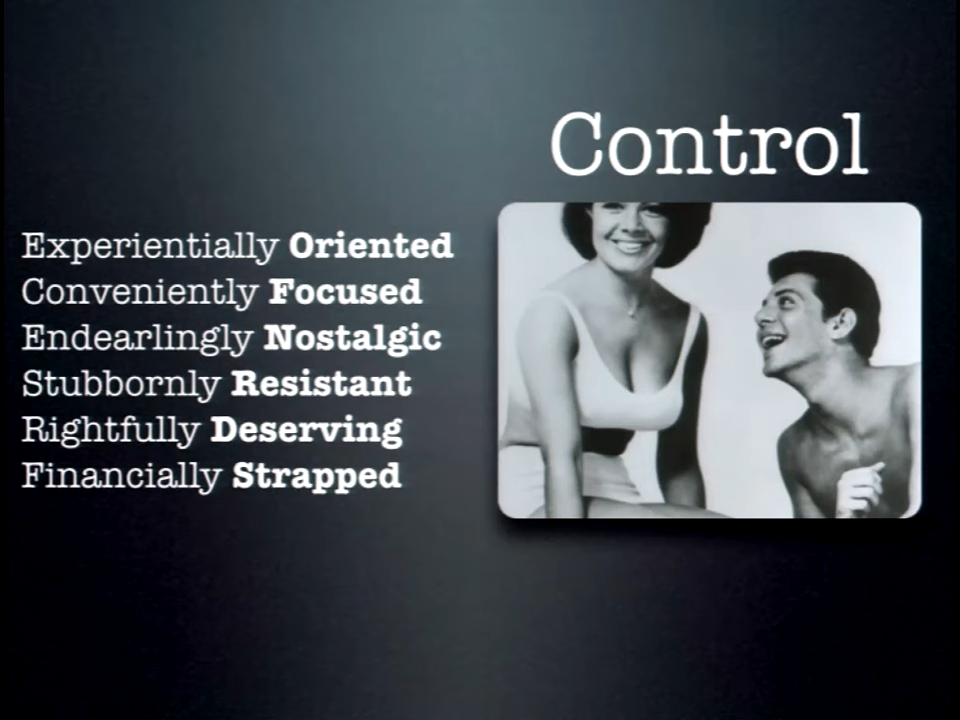 Control
Experientially Oriented
Conveniently Focused
Endearlingly Nostalgic
Stubbornly Resistant
Rightfully Deserving
Financially Strapped